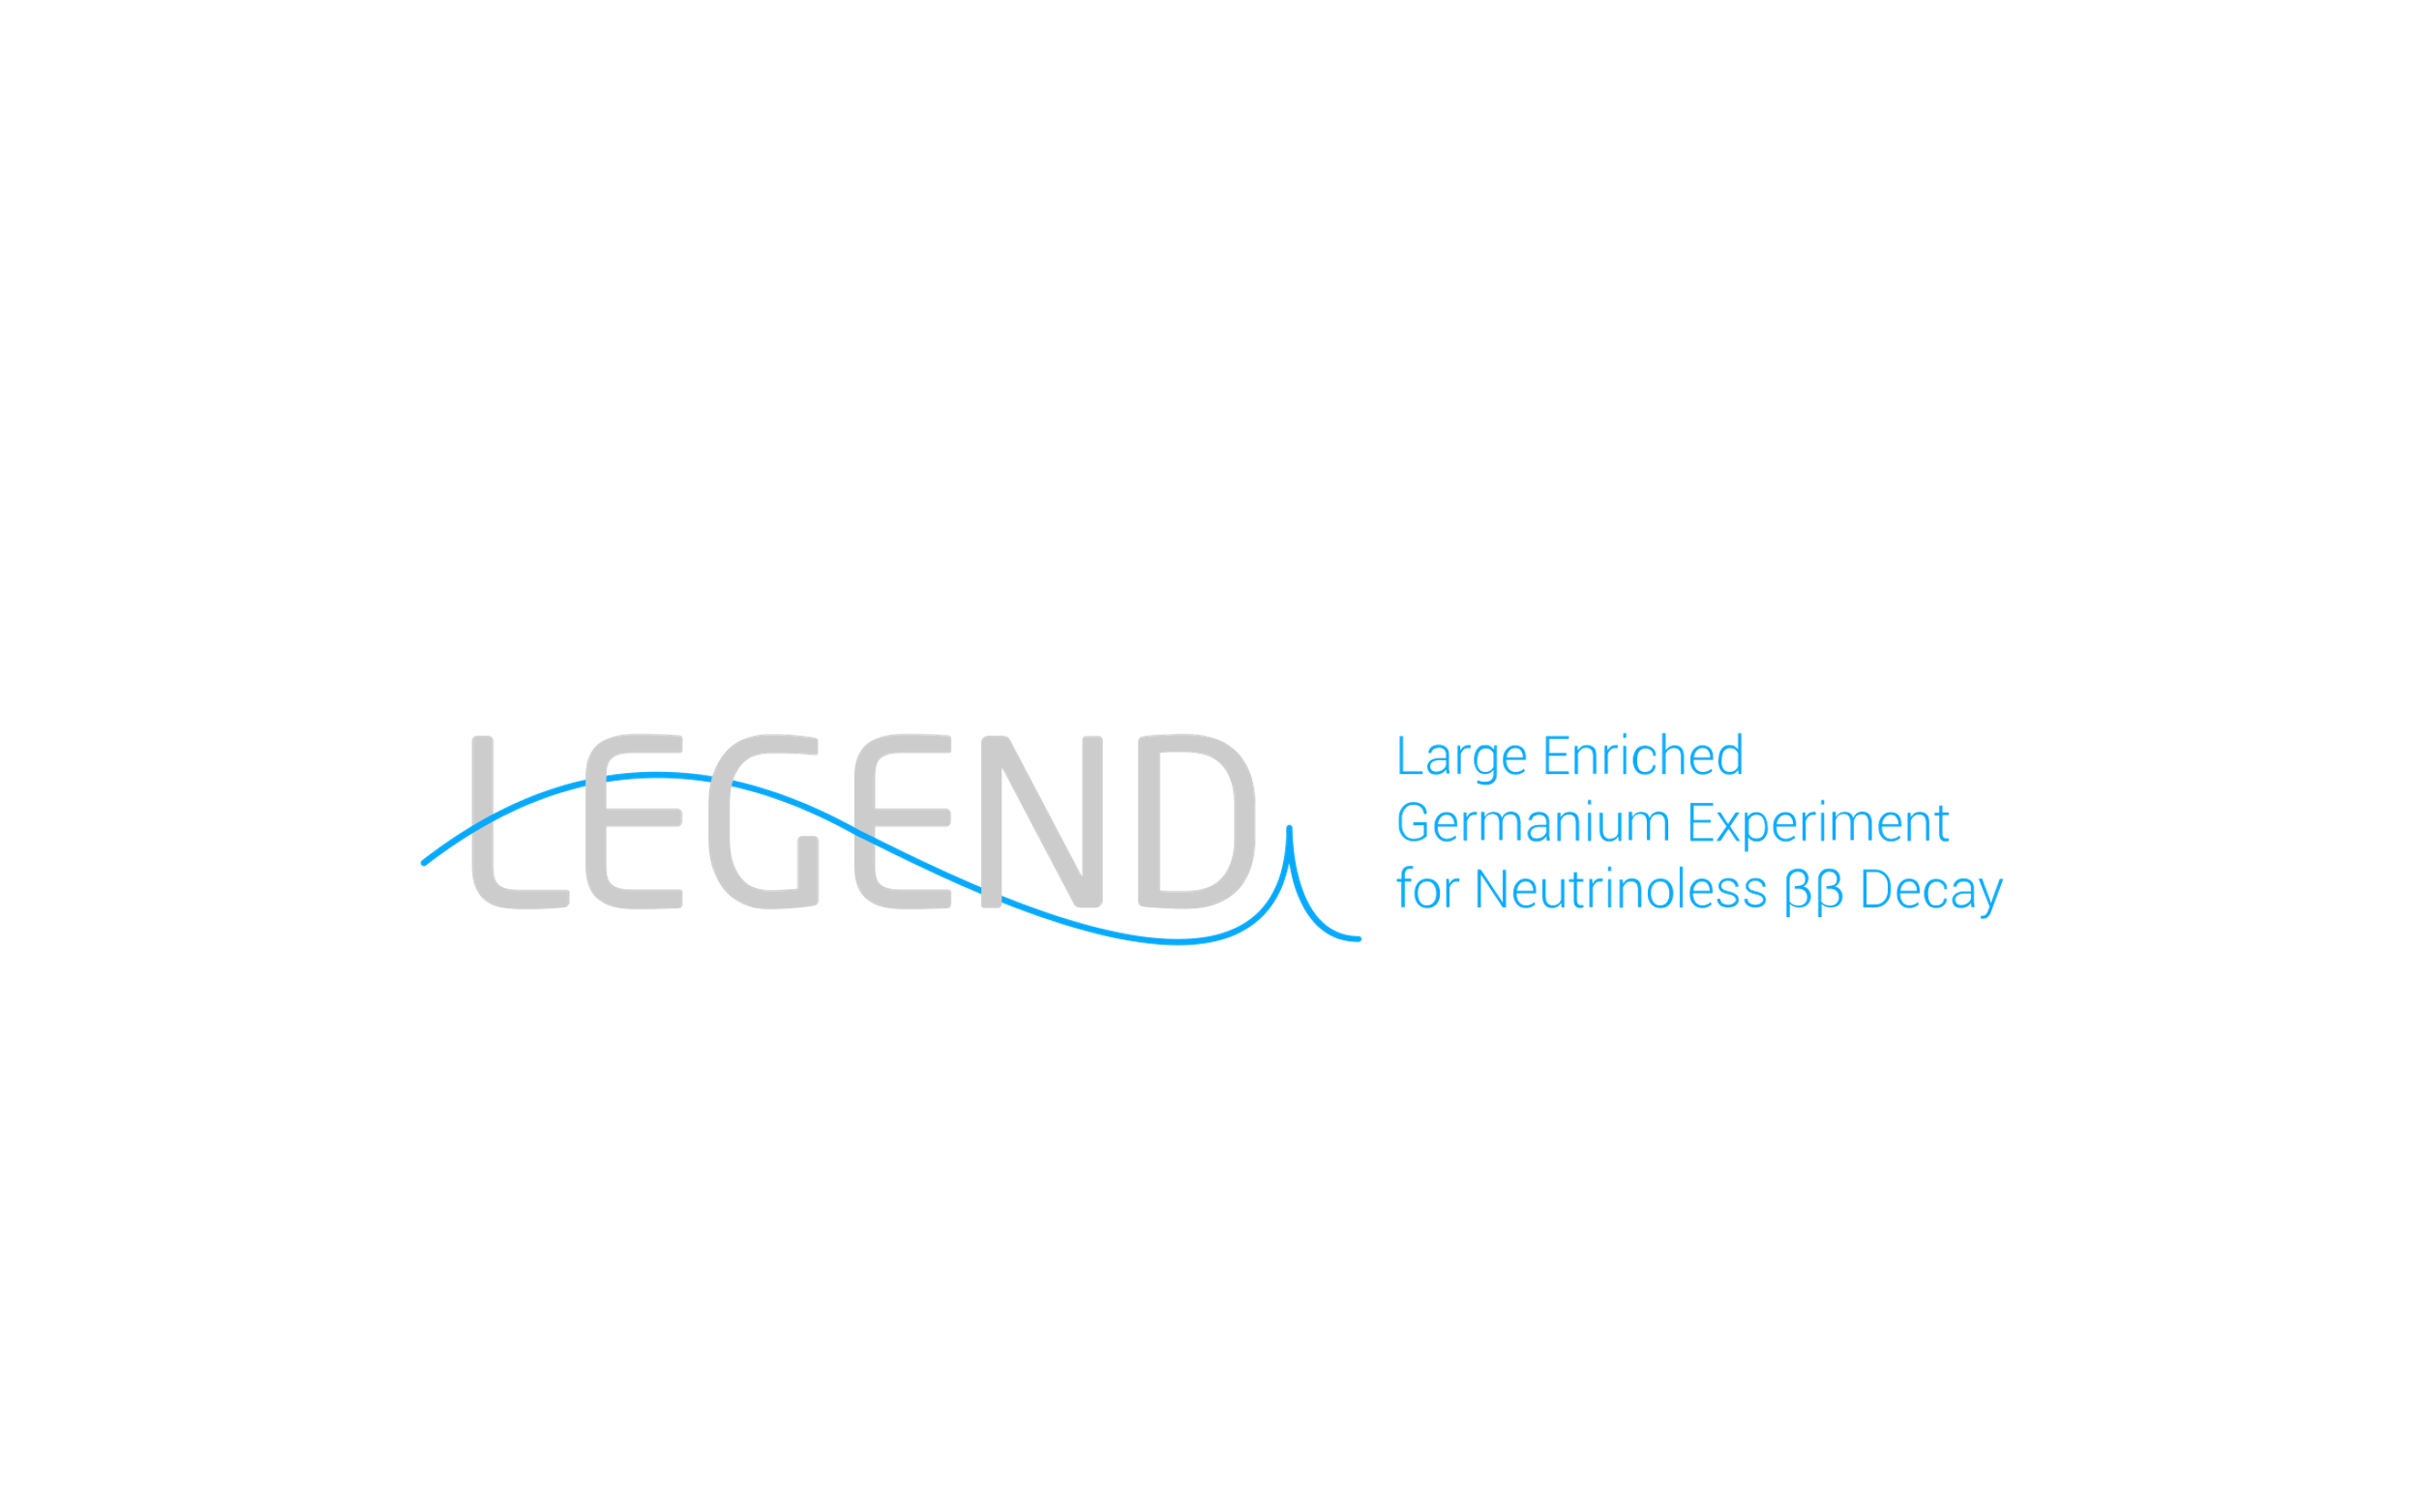 LEGEND
Large Enriched
Germanium Experiment
for Neutrinoless ββ Decay